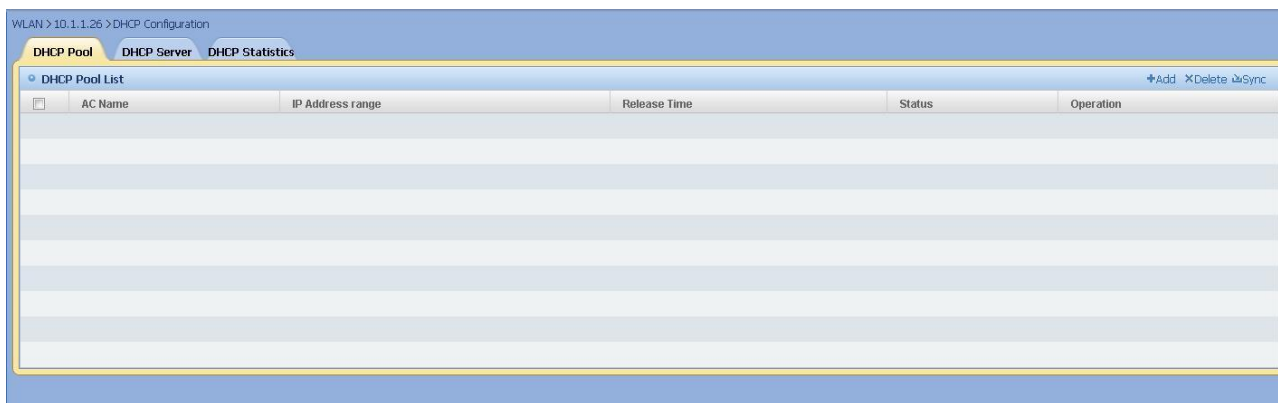 WLAN > 10.1.1.26 > DHCP Configuration
DHCP Pool DHCP Server DHCP Statistics
DHCP Pool List Add Delete Sync
AC Name IP Address range Release Time Status Operation